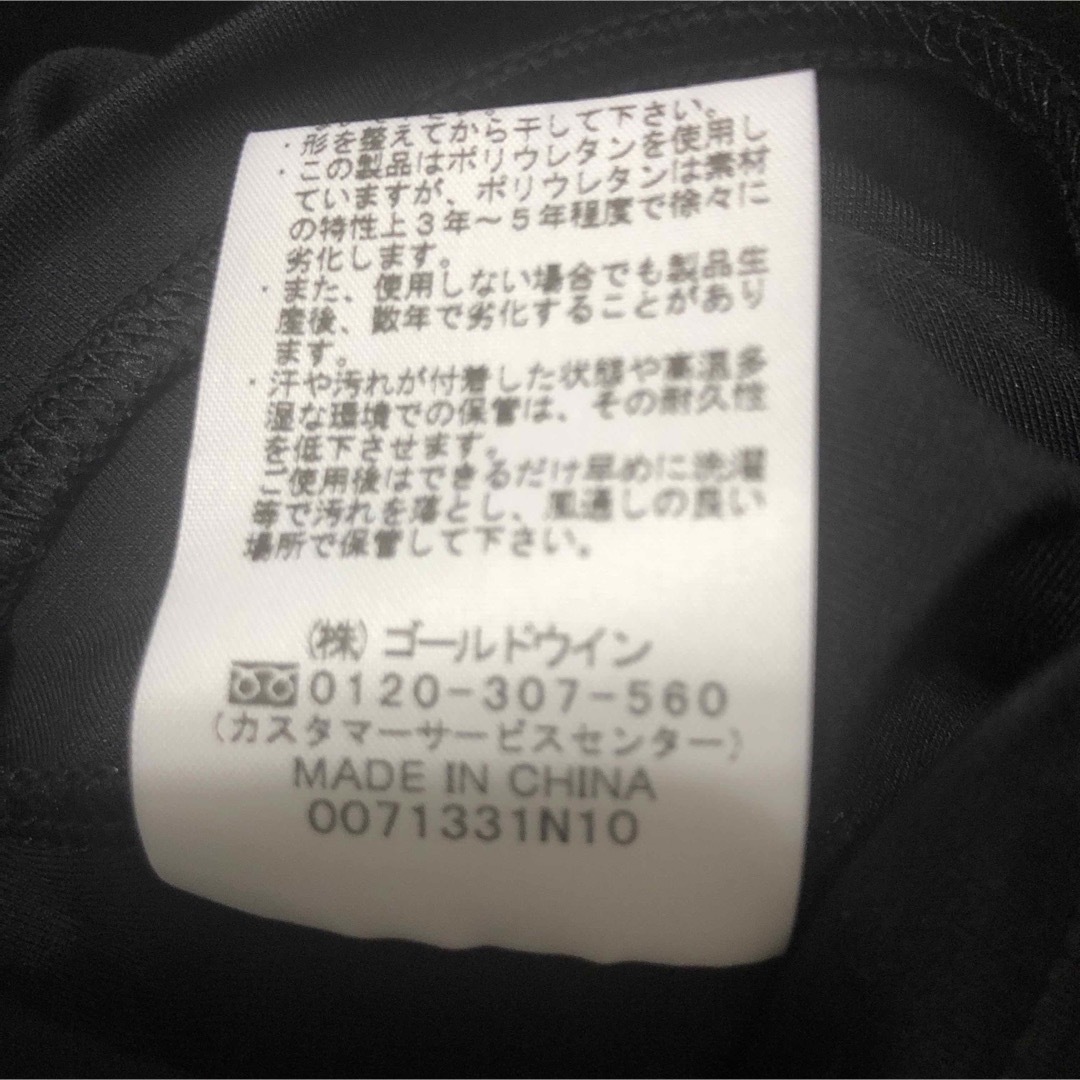 ・形を整えてから干して下さい。
・この製品はポリウレタンを使用し
ていますが、ポリウレタンは素材
の特性上3年〜5年程度で徐々に
劣化します。
・また、使用しない場合でも製品生
産後、数年で劣化することがあり
ます。
・汗や汚れが付着した状態や高温多
湿な環境での保管は、その耐久性
を低下させます。
ご使用後はできるだけ早めに洗濯
等で汚れを落とし、風通しの良い
場所で保管して下さい。
(株)ゴールドウイン
0120-307-560
(カスタマーサービスセンター)
MADE IN CHINA
0071331N10